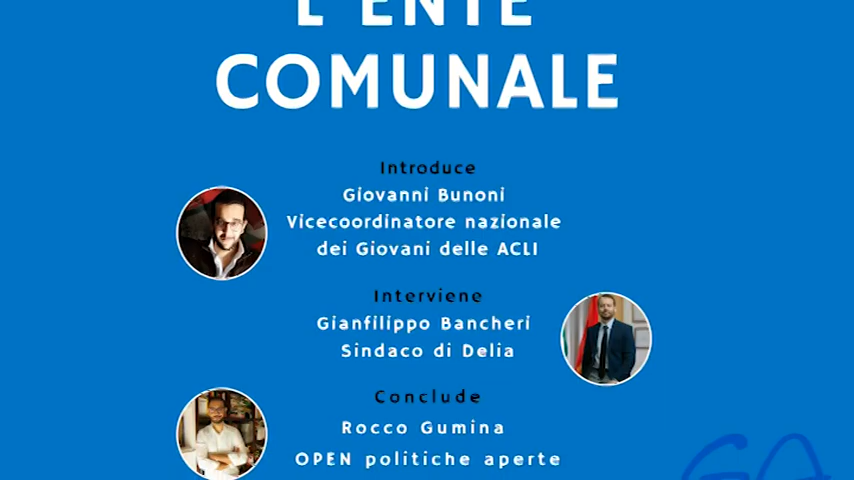 L'ENTE
COMUNALE
Introduce
Giovanni Bunoni
Vicecoordinatore nazionale
dei Giovani delle ACLI
Interviene
Gianfilippo Bancheri
Sindaco di Delia
Conclude
Rocco Gumina
OPEN politiche aperte
GA